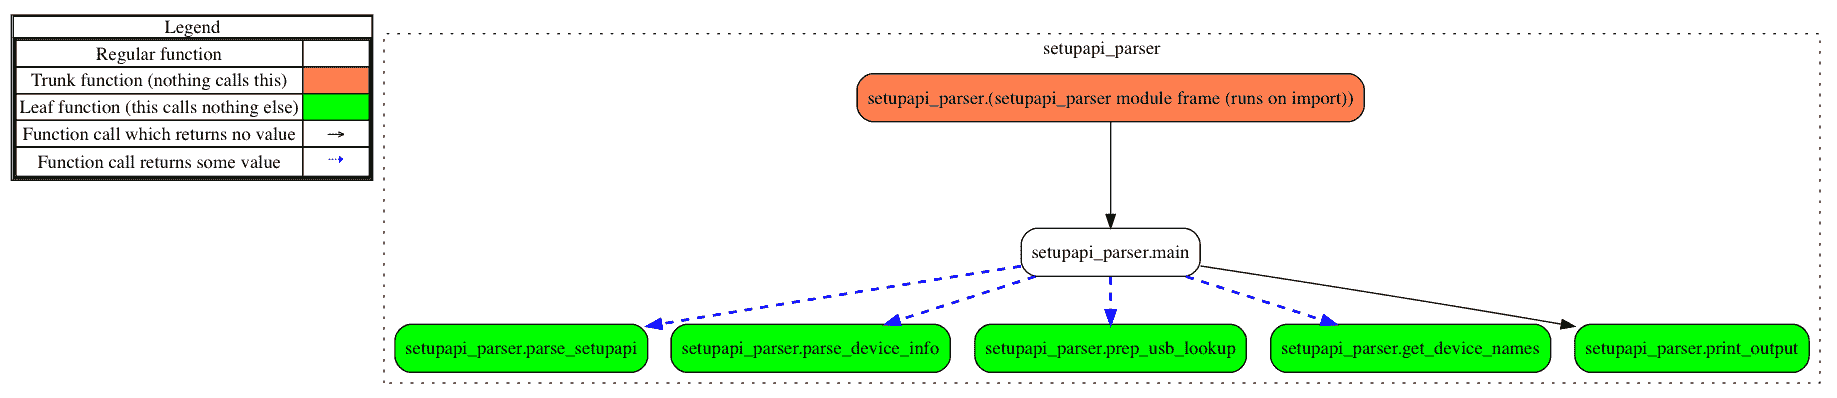 Legend
Regular function
Trunk function (nothing calls this)
Leaf function (this calls nothing else)
Function call which returns no value
Function call returns some value
setupapi_parser
setupapi_parser.(setupapi_parser module frame (runs on import))
setupapi_parser.main
setupapi_parser.parse_setupapi
setupapi_parser.parse_device_info
setupapi_parser.prep_usb_lookup
setupapi_parser.get_device_names
setupapi_parser.print_output